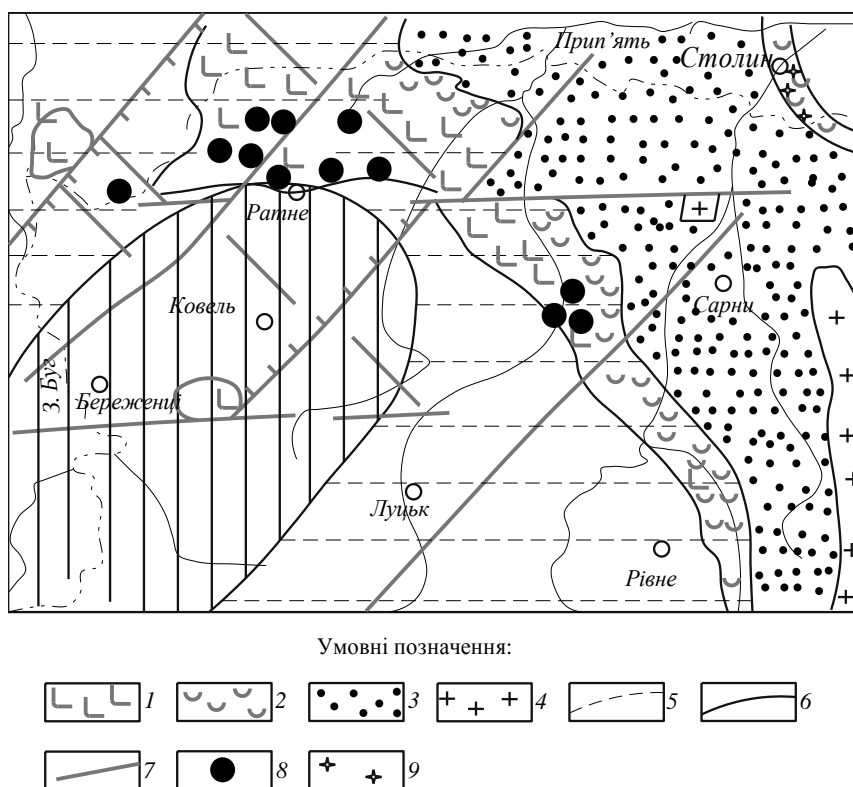 Прип’ять
Столин
Ратне
Сарни
Ковель
З. Буг
Береженці
Луцьк
Рівне
Умовні позначення:
1 2 3 4 5 6
7 8 9